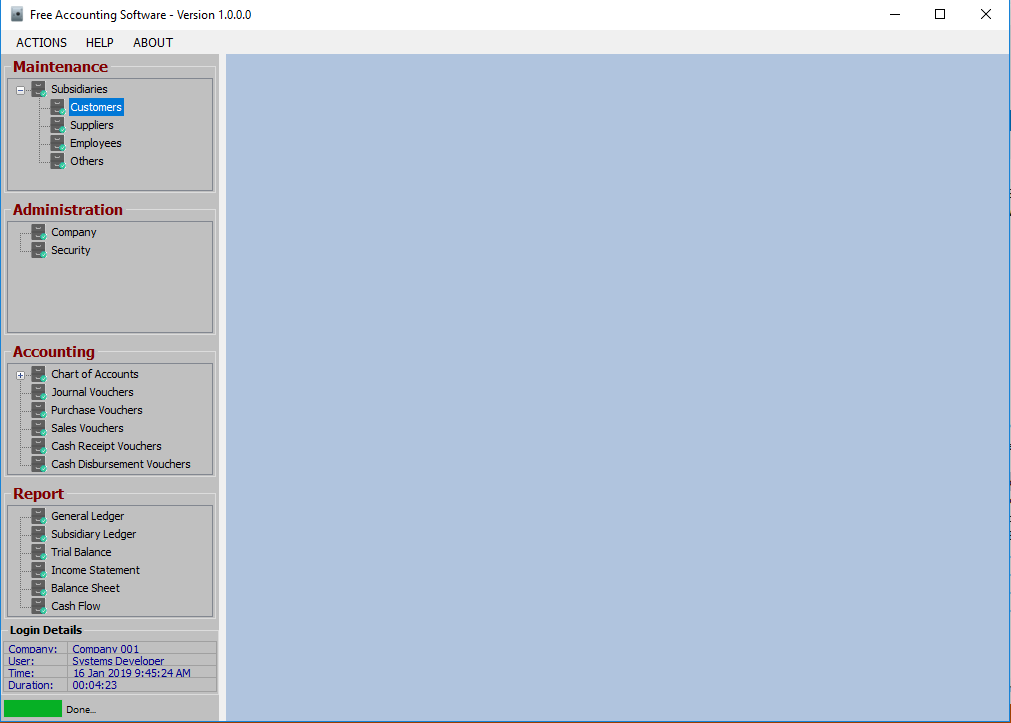 Free Accounting Software - Version 1.0.0.0
ACTIONS HELP ABOUT
Maintenance
Subsidiaries
Customers
Suppliers
Employees
Others
Administration
Company
Security
Accounting
Chart of Accounts
Journal Vouchers
Purchase Vouchers
Sales Vouchers
Cash Receipt Vouchers
Cash Disbursement Vouchers
Report
General Ledger
Subsidiary Ledger
Trial Balance
Income Statement
Balance Sheet
Cash Flow
Login Details
Company: Company 001
User: Systems Developer
Time: 16 Jan 2019 9:45:24 AM
Duration: 00:04:23
Done...